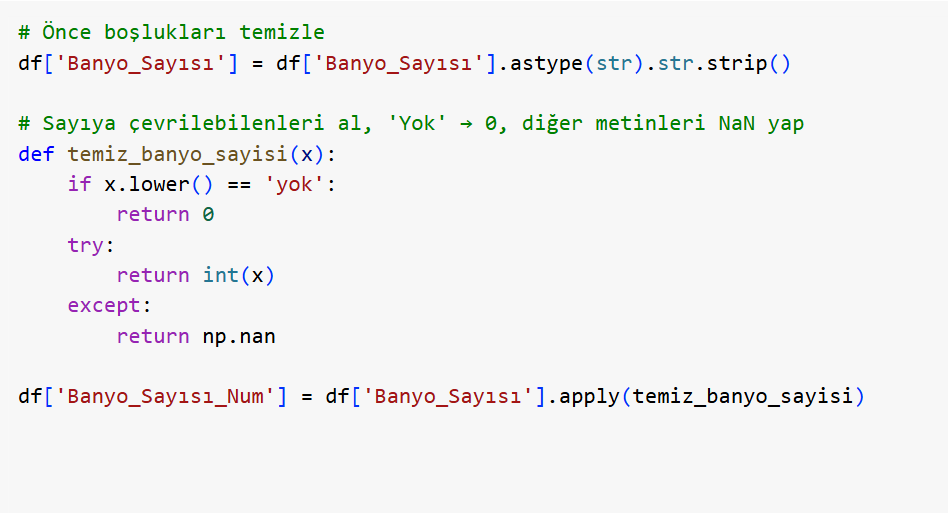 # Önce boşlukları temizle
df['Banyo_Sayısı'] = df['Banyo_Sayısı'].astype(str).str.strip()
# Sayıya çevrilebilenleri al, 'Yok' → 0, diğer metinleri NaN yap
def temiz_banyo_sayisi(x):
    if x.lower() == 'yok':
        return 0
    try:
        return int(x)
    except:
        return np.nan
df['Banyo_Sayısı_Num'] = df['Banyo_Sayısı'].apply(temiz_banyo_sayisi)